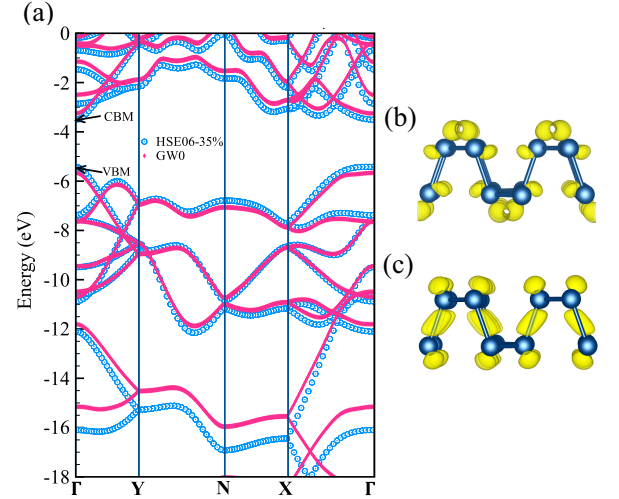 (a)
0
-2
-4
-6
-8
-10
-12
-14
-16
-18
Energy (eV)
CBM
HSE06-35%
GW0
VBM
Γ Y N X Γ
(b)
(c)